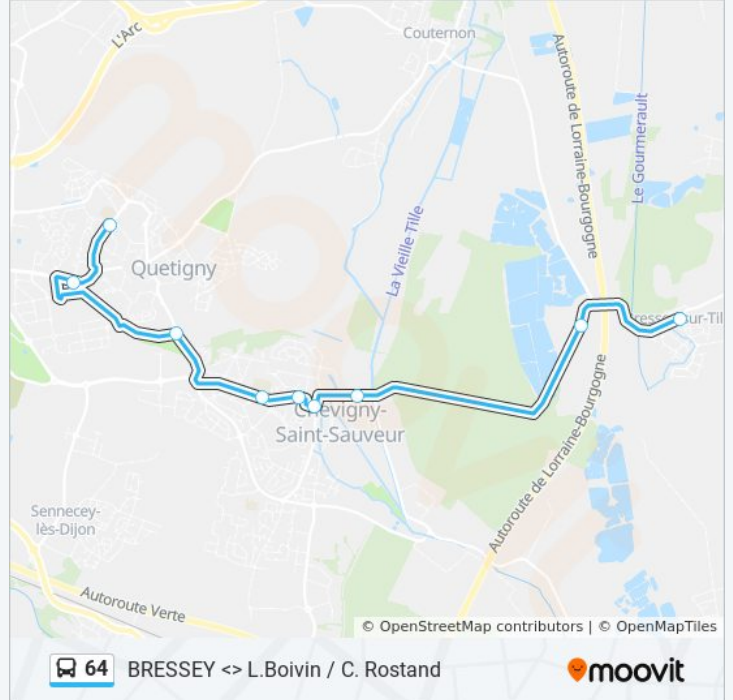 L'Arc
Couternon
Autoroute de Lorraine-Bourgogne
Le Gourmerault
La Vieille-Tille
Quetigny
Chevigny-
Saint-Sauveur
Autoroute de Lorraine-Bourgogne
Sennecey-
lès-Dijon
Autoroute Verte
© OpenStreetMap contributors | © OpenMapTiles
64 BRESSEY <> L.Boivin / C. Rostand
moovit